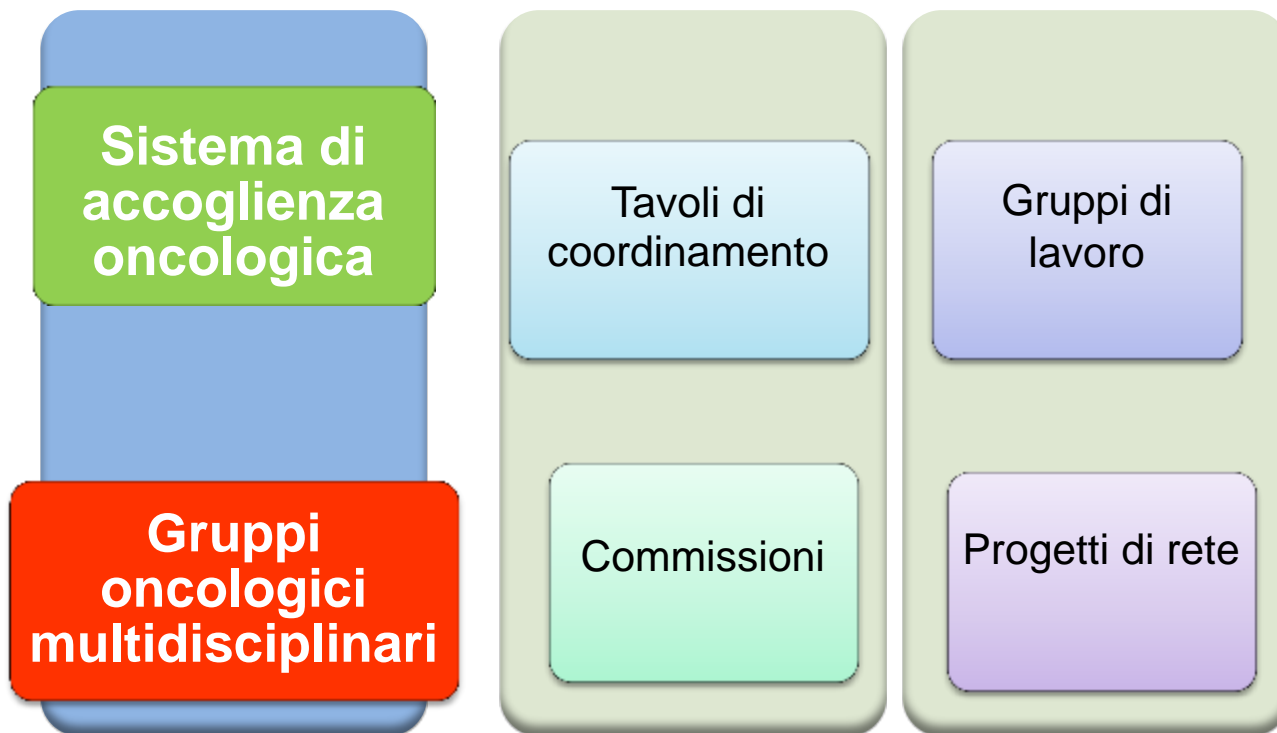 Sistema di
accoglienza
oncologica
Gruppi
oncologici
multidisciplinari
Tavoli di
coordinamento
Commissioni
Gruppi di
lavoro
Progetti di rete